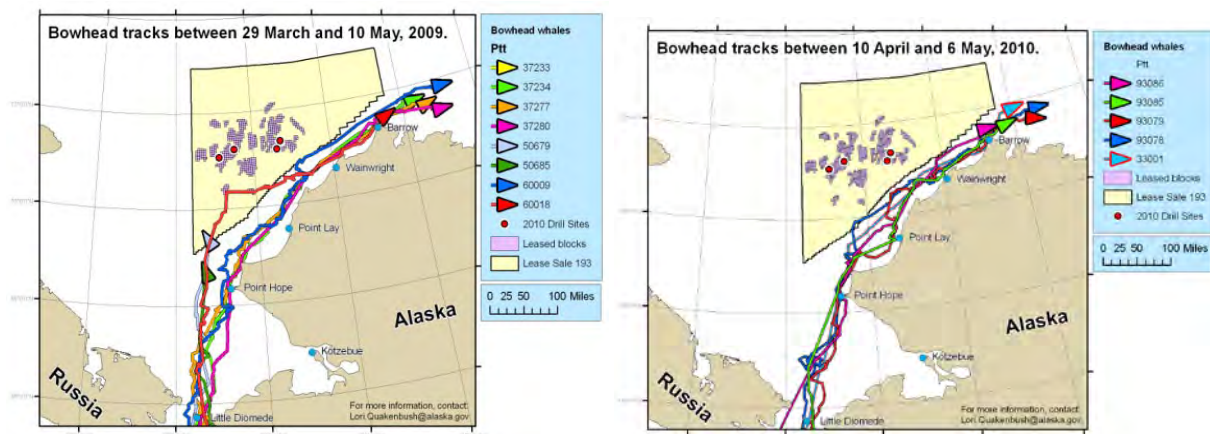 Bowhead tracks between 29 March and 10 May, 2009.
Barrow
Wainwright
Point Lay
Point Hope
Alaska
Kotzebue
Russia
Little Diomede
For more information, contact:
Lori.Quakenbush@alaska.gov
Bowhead whales
Ptt
37233
37234
37277
37280
50679
50685
60009
60018
2010 Drill Sites
Leased blocks
Lease Sale 193
0 25 50 100 Miles
Bowhead tracks between 10 April and 6 May, 2010.
Barrow
Wainwright
Point Lay
Point Hope
Alaska
Kotzebue
Russia
Little Diomede
For more information, contact:
Lori.Quakenbush@alaska.gov
Bowhead whales
Ptt
93086
93085
93079
93078
33001
Leased blocks
Lease Sale 193
2010 Drill Sites
0 25 50 100 Miles